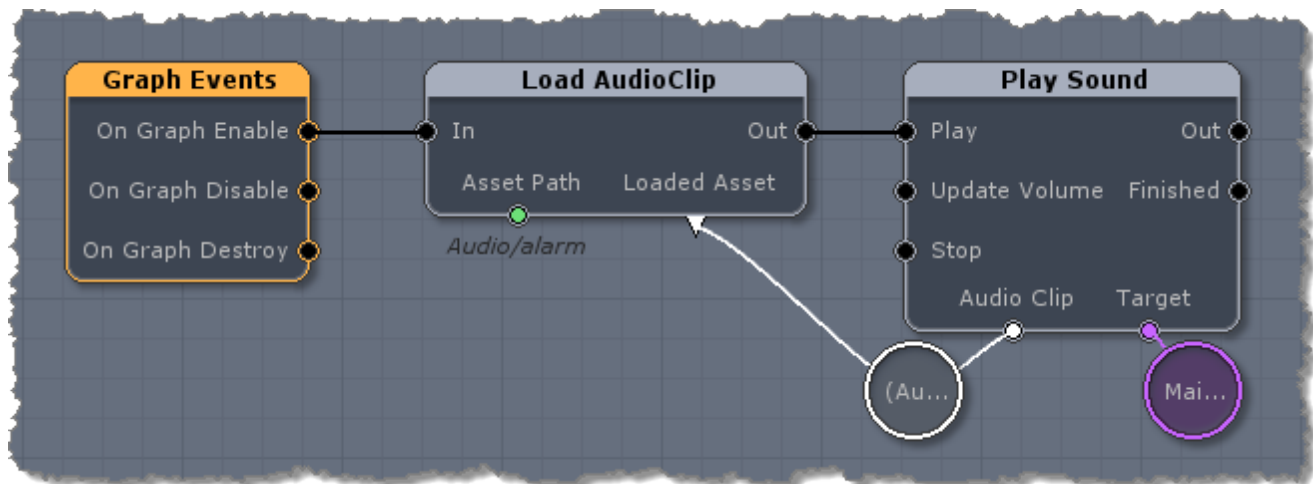 Graph Events
On Graph Enable
On Graph Disable
On Graph Destroy
Load AudioClip
In
Out
Asset Path
Loaded Asset
Audio/alarm
Play Sound
Play
Out
Update Volume
Finished
Stop
Audio Clip
Target
(Au...
Mai...